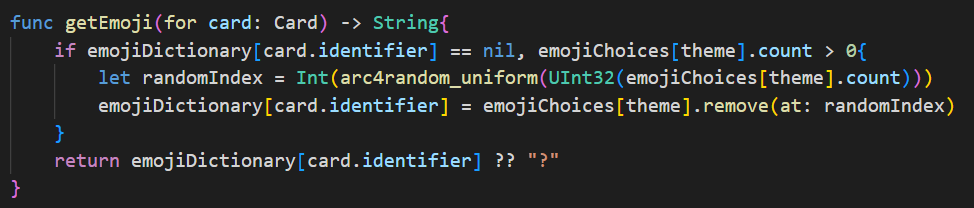 func getEmoji(for card: Card) -> String{
    if emojiDictionary[card.identifier] == nil, emojiChoices[theme].count > 0{
        let randomIndex = Int(arc4random_uniform(UInt32(emojiChoices[theme].count)))
        emojiDictionary[card.identifier] = emojiChoices[theme].remove(at: randomIndex)
    }
    return emojiDictionary[card.identifier] ?? "?"
}